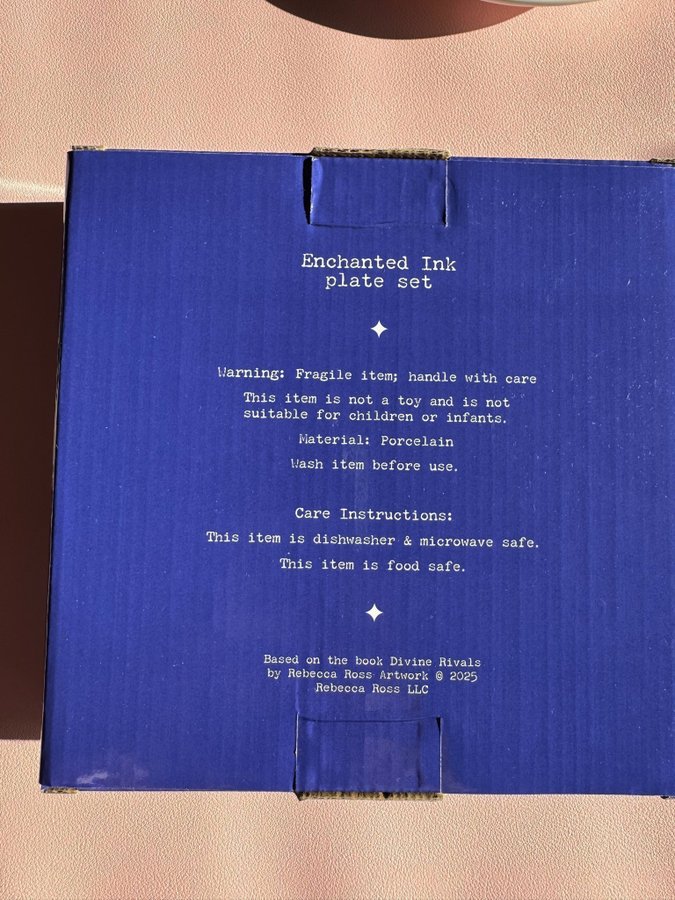 Enchanted Ink
plate set
Warning: Fragile item; handle with care
This item is not a toy and is not
suitable for children or infants.
Material: Porcelain
Wash item before use.
Care Instructions:
This item is dishwasher & microwave safe.
This item is food safe.
Based on the book Divine Rivals
by Rebecca Ross Artwork © 2025
Rebecca Ross LLC